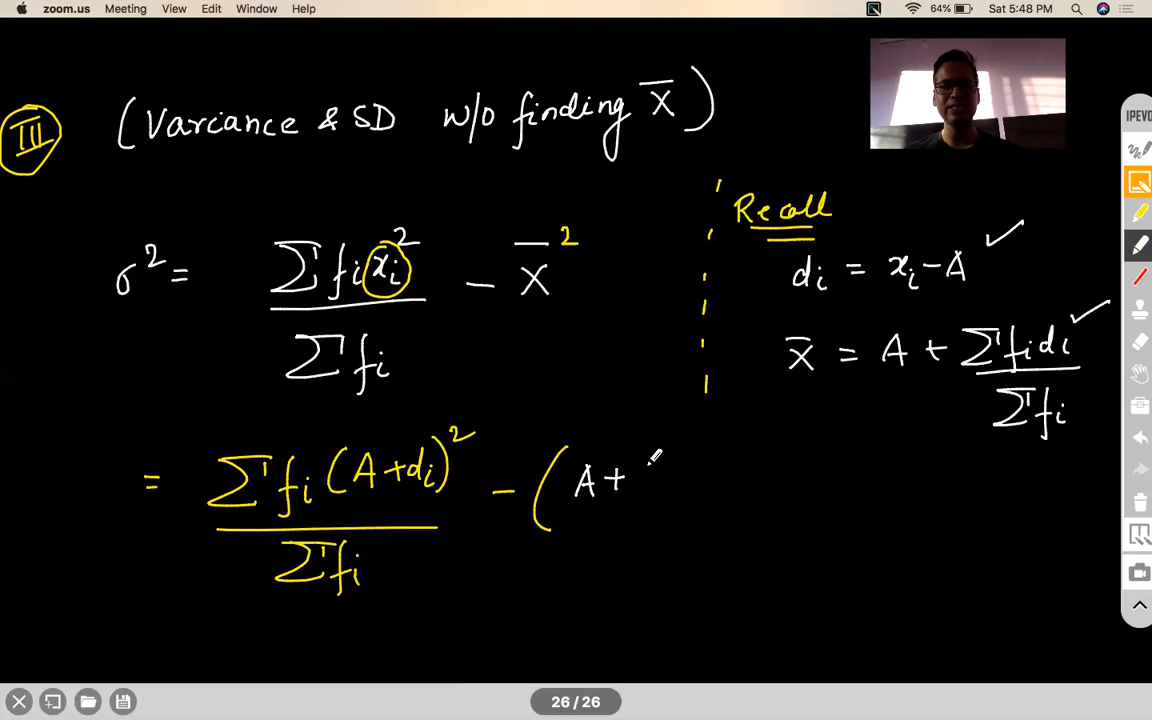 zoom.us Meeting View Edit Window Help 64% Sat 5:48 PM
III (Variance & SD w/o finding X̅)
IPEVO
Recall
σ² = Σfixi² / Σfi - X̅²
di = xi - A ✓
x̅ = A + Σfidi / Σfi ✓
= Σfi(A+di)² / Σfi - (A+
26 / 26